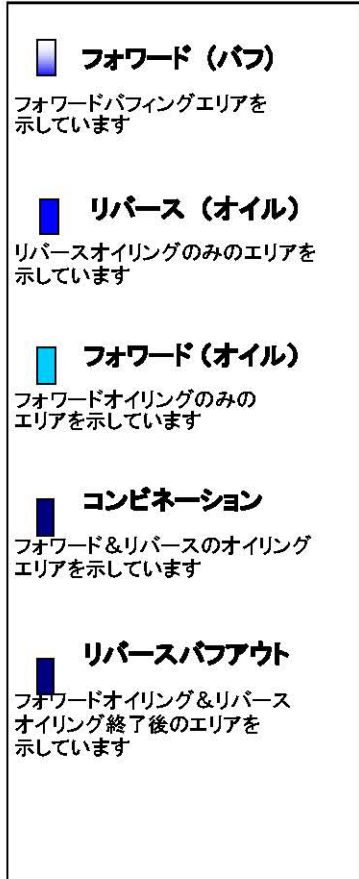 フォワード（バフ）
フォワードバフィングエリアを
示しています
リバース（オイル）
リバースオイリングのみのエリアを
示しています
フォワード（オイル）
フォワードオイリングのみの
エリアを示しています
コンビネーション
フォワード＆リバースのオイリング
エリアを示しています
リバースバフアウト
フォワードオイリング＆リバース
オイリング終了後のエリアを
示しています